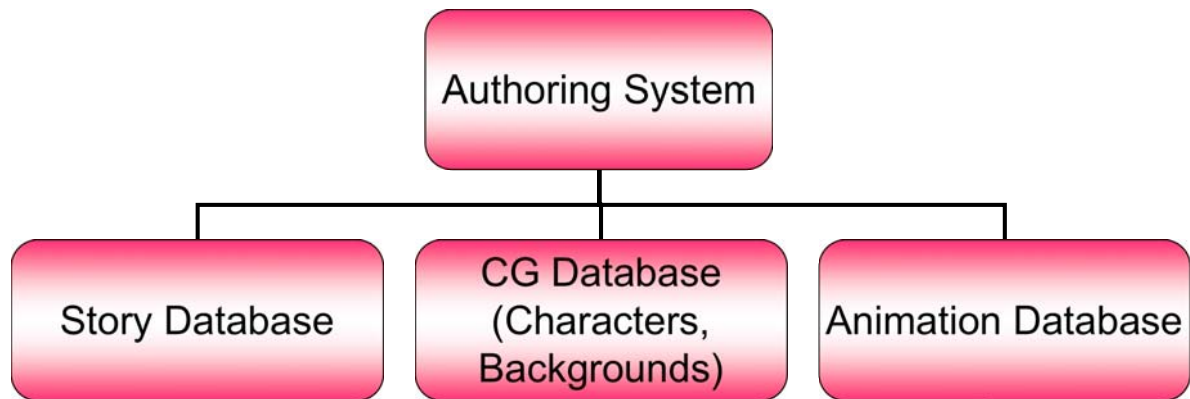 Authoring System
Story Database
CG Database
(Characters,
Backgrounds)
Animation Database